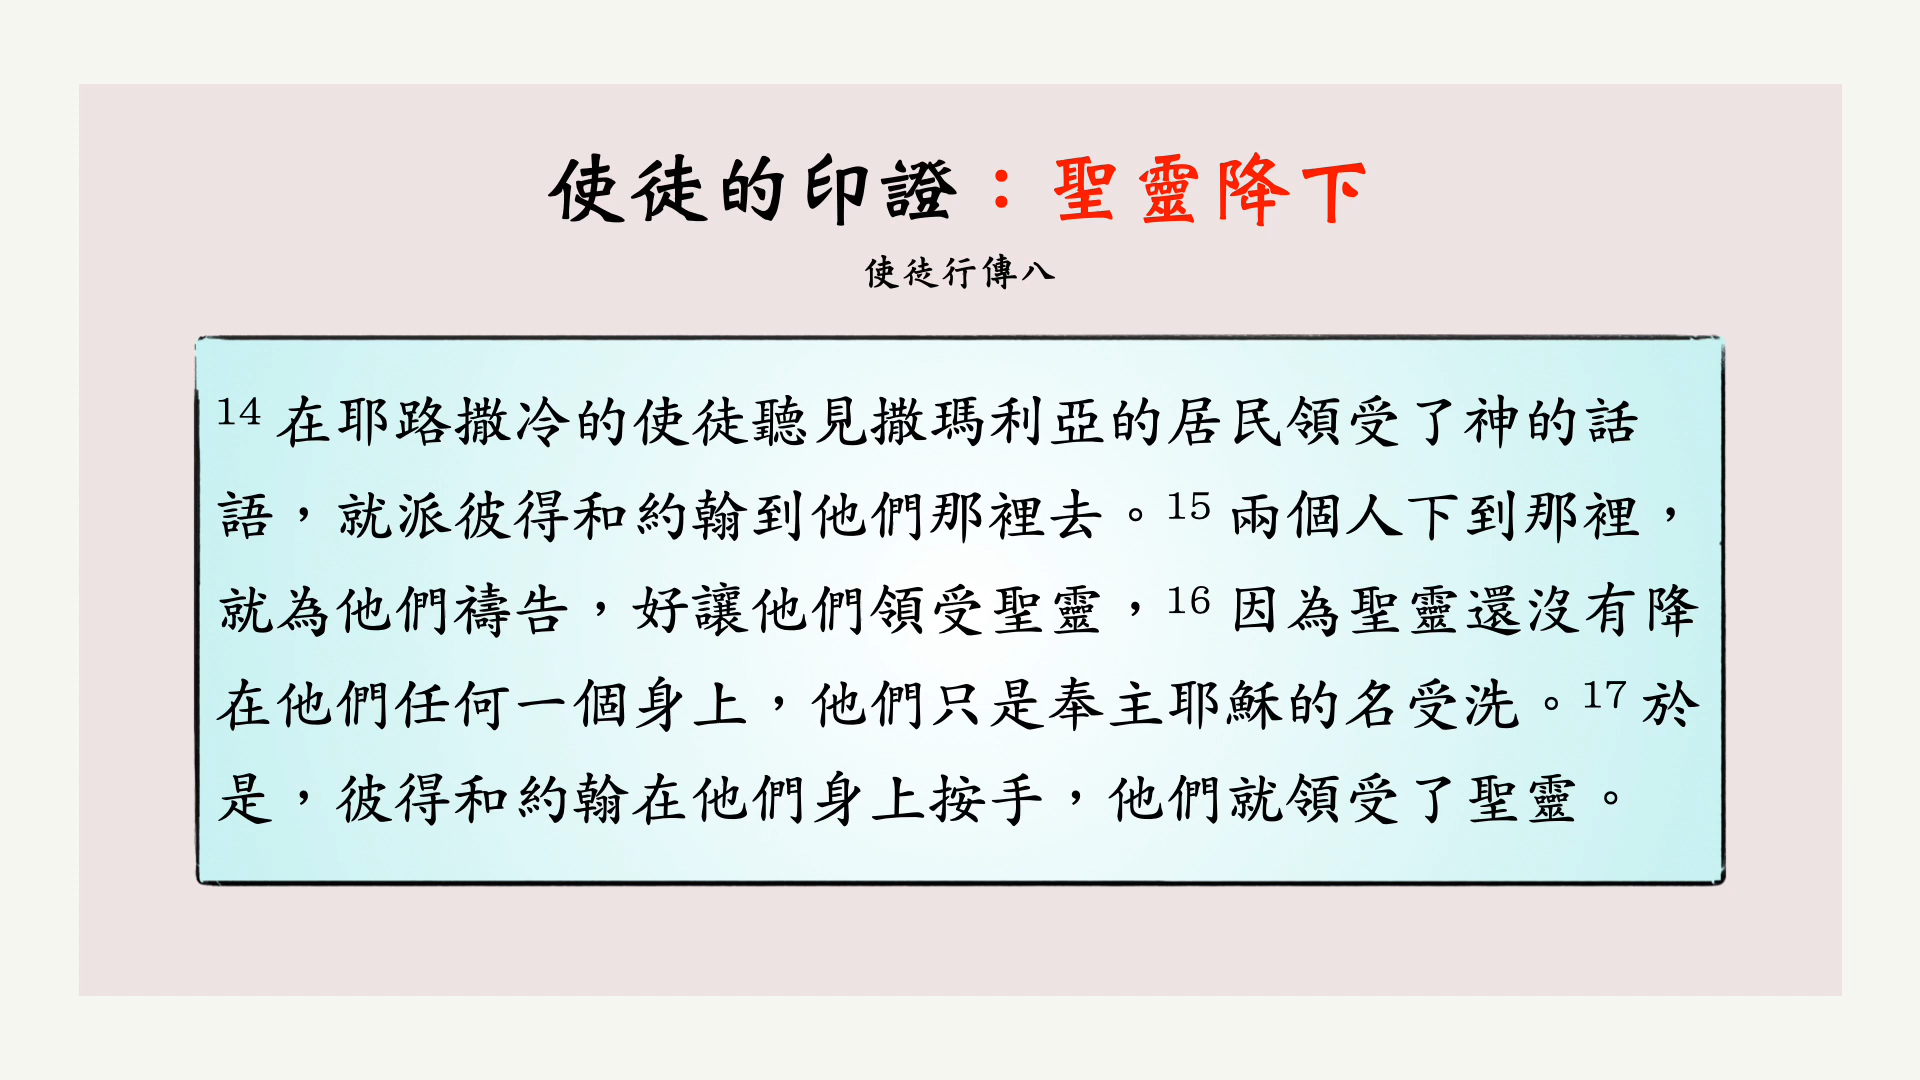 使徒的印證：聖靈降下
使徒行傳八
14 在耶路撒冷的使徒聽見撒瑪利亞的居民領受了神的話
語，就派彼得和約翰到他們那裡去。15 兩個人下到那裡，
就為他們禱告，好讓他們領受聖靈，16 因為聖靈還沒有降
在他們任何一個身上，他們只是奉主耶穌的名受洗。17 於
是，彼得和約翰在他們身上按手，他們就領受了聖靈。